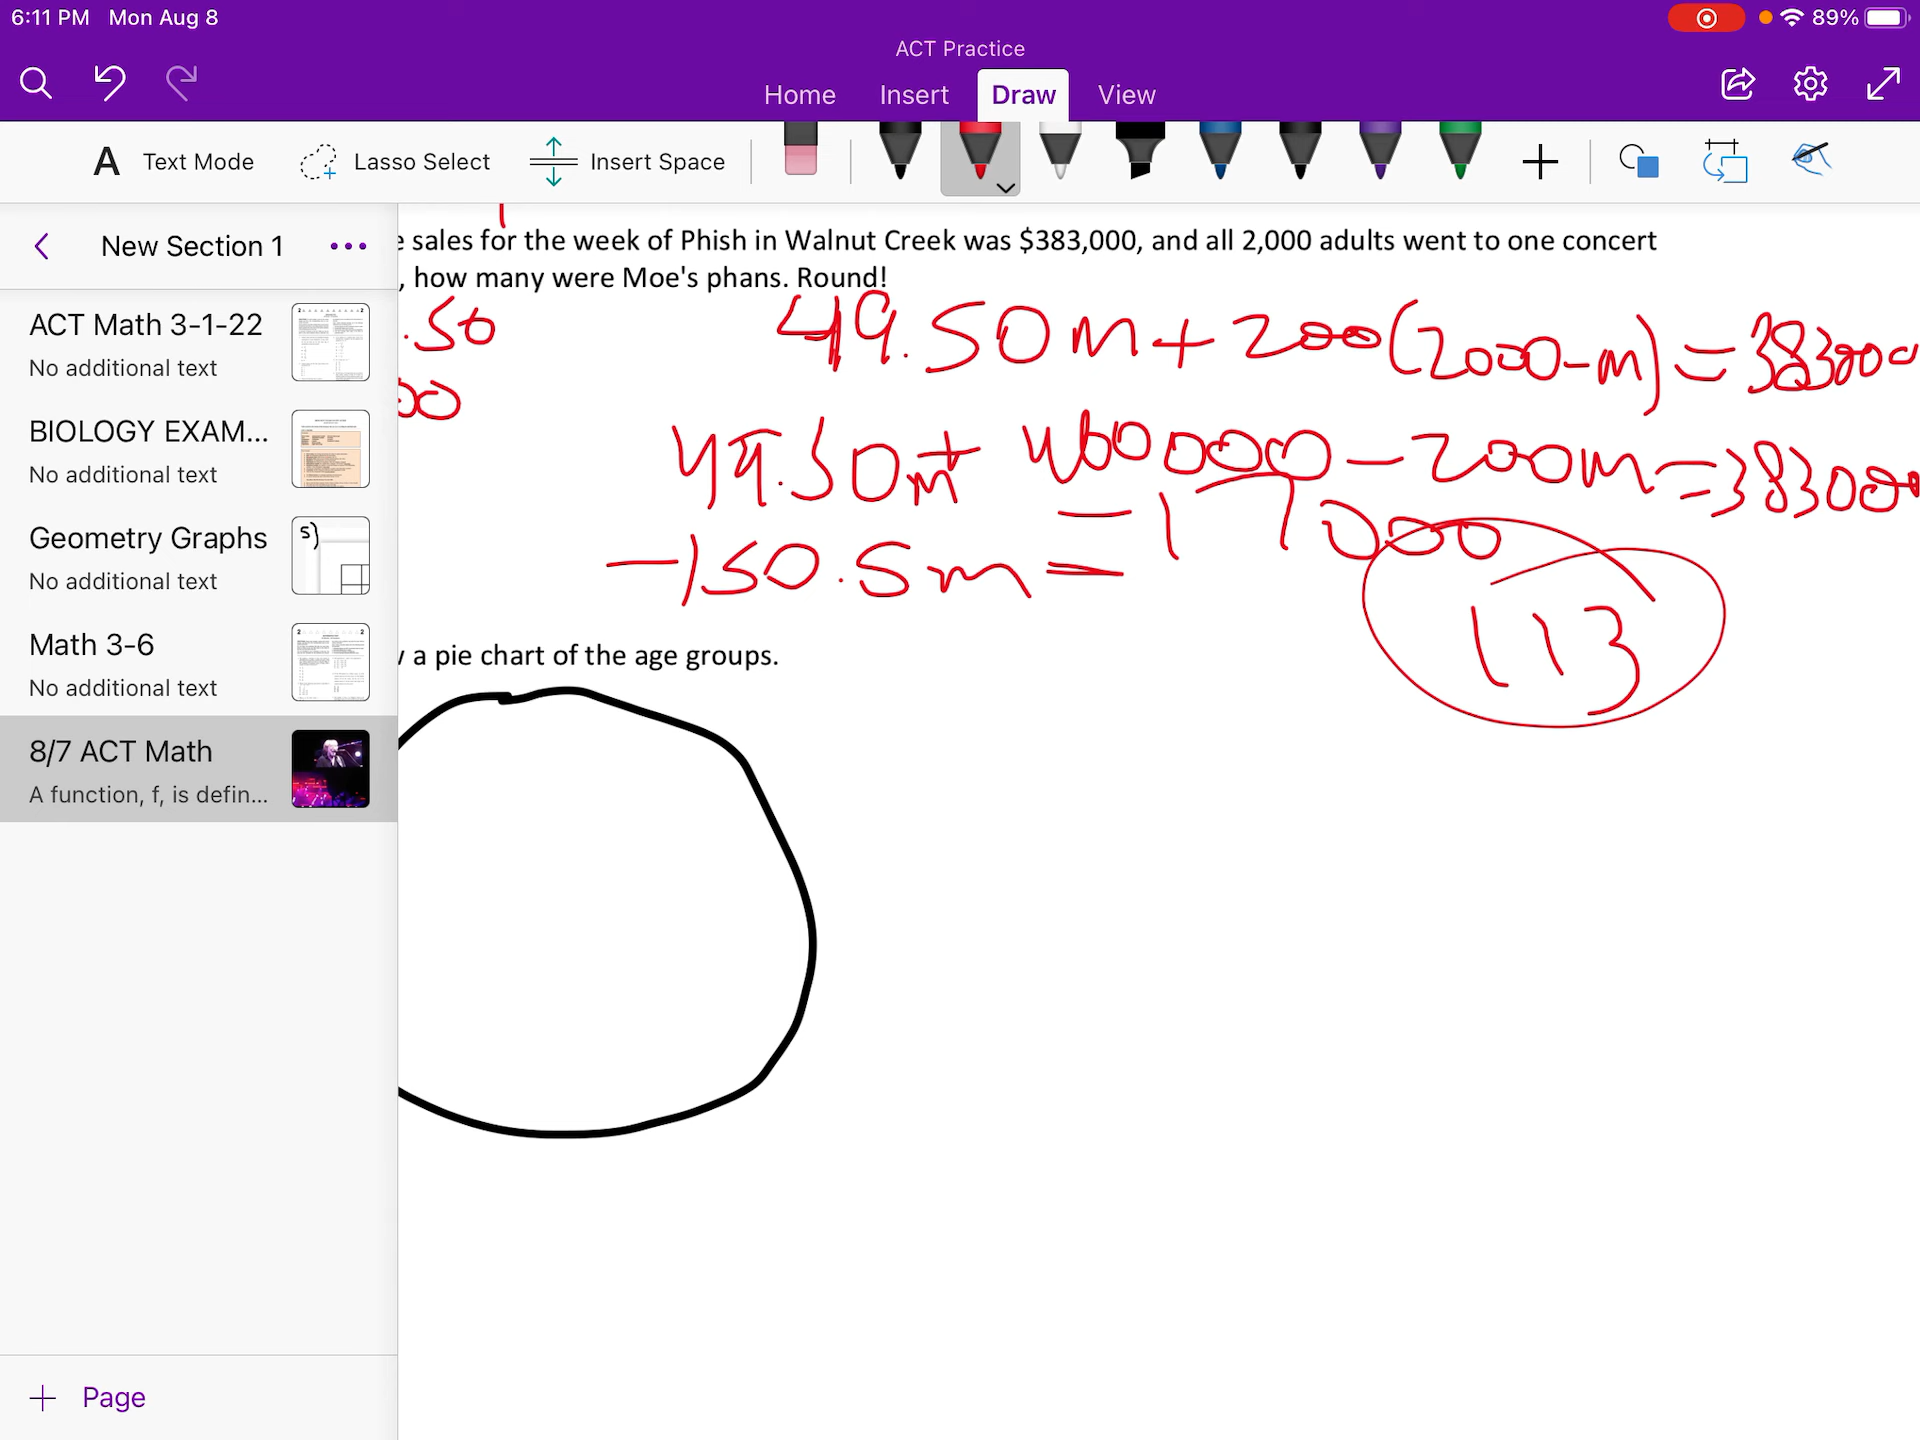 6:11 PM Mon Aug 8
89%
ACT Practice
Home Insert Draw View
A Text Mode Lasso Select Insert Space
New Section 1
ACT Math 3-1-22
No additional text
BIOLOGY EXAM...
No additional text
Geometry Graphs
No additional text
5)
Math 3-6
No additional text
8/7 ACT Math
A function, f, is defin...
Page
e sales for the week of Phish in Walnut Creek was $383,000, and all 2,000 adults went to one concert
, how many were Moe's phans. Round!
.50
00
49.50m+200(2000-m)=383000
49.50m+400000-200m=383000
-150.5m=-17000
113
a pie chart of the age groups.